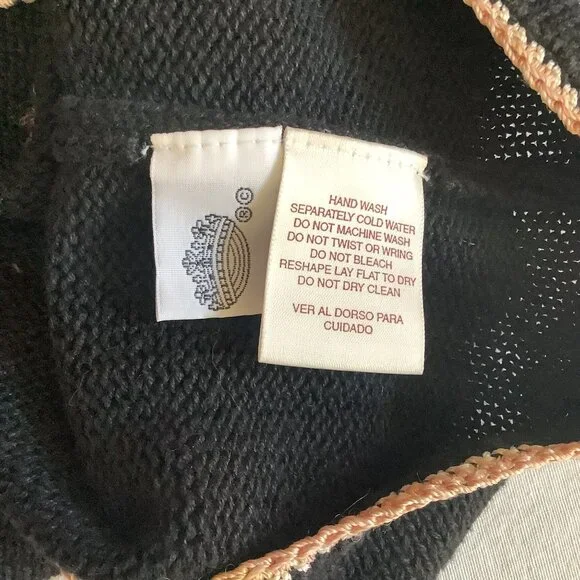 ® ©
HAND WASH
SEPARATELY COLD WATER
DO NOT MACHINE WASH
DO NOT TWIST OR WRING
DO NOT BLEACH
RESHAPE LAY FLAT TO DRY
DO NOT DRY CLEAN
VER AL DORSO PARA
CUIDADO